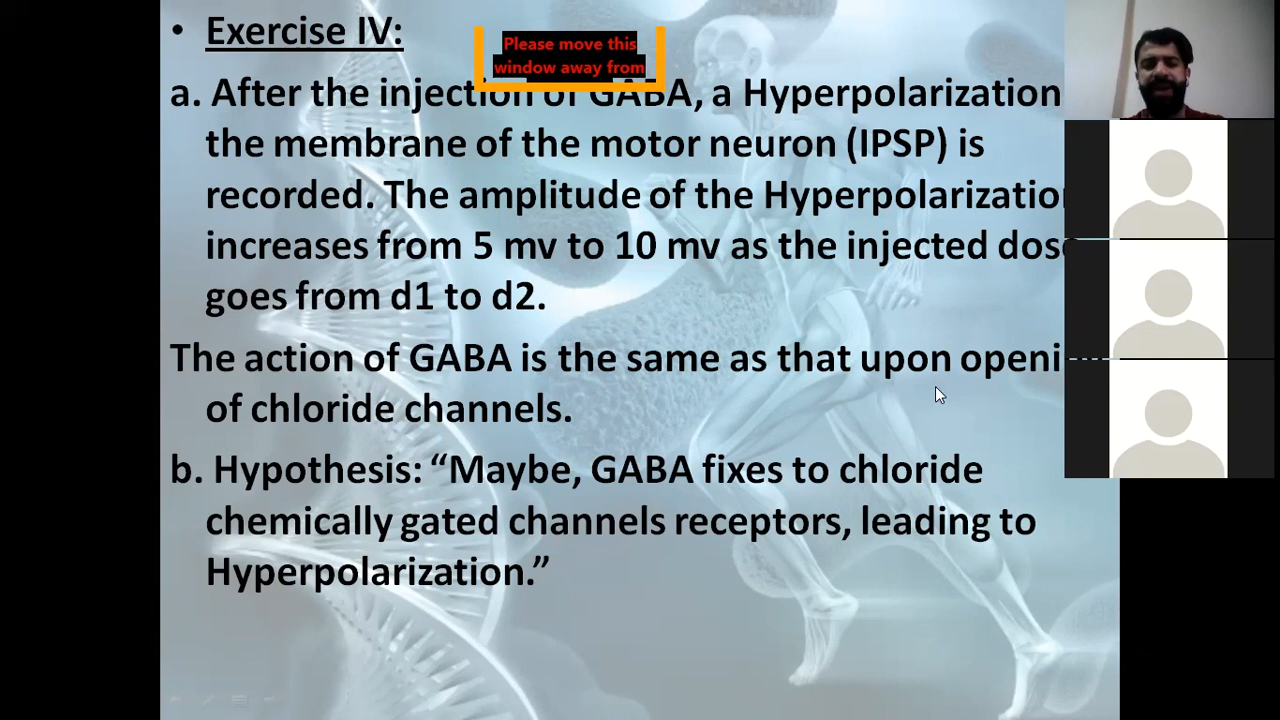 • Exercise IV:
Please move this
window away from
a. After the injection of GABA, a Hyperpolarization
the membrane of the motor neuron (IPSP) is
recorded. The amplitude of the
increases from 5 mv to 10 mv as the injected
goes from d1 to d2.
The action of GABA is the same as that upon
of chloride channels.
b. Hypothesis: “Maybe, GABA fixes to chloride
chemically gated channels receptors, leading to
Hyperpolarization.”